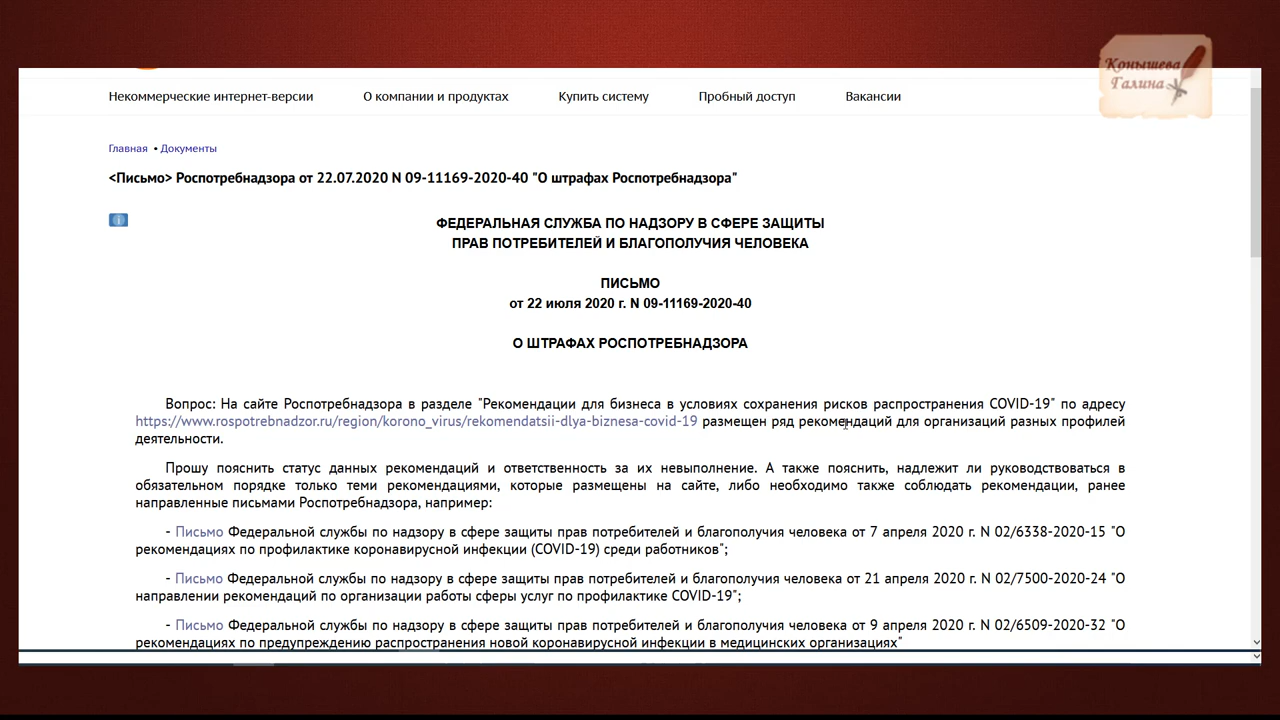 Конышева
Галина
Некоммерческие интернет-версии О компании и продуктах Купить систему Пробный доступ Вакансии
Главная • Документы
<Письмо> Роспотребнадзора от 22.07.2020 N 09-11169-2020-40 "О штрафах Роспотребнадзора"
ФЕДЕРАЛЬНАЯ СЛУЖБА ПО НАДЗОРУ В СФЕРЕ ЗАЩИТЫ
ПРАВ ПОТРЕБИТЕЛЕЙ И БЛАГОПОЛУЧИЯ ЧЕЛОВЕКА
ПИСЬМО
от 22 июля 2020 г. N 09-11169-2020-40
О ШТРАФАХ РОСПОТРЕБНАДЗОРА
Вопрос: На сайте Роспотребнадзора в разделе "Рекомендации для бизнеса в условиях сохранения рисков распространения COVID-19" по адресу
https://www.rospotrebnadzor.ru/region/korono_virus/rekomendatsii-dlya-biznesa-covid-19 размещен ряд рекомендаций для организаций разных профилей
деятельности.
Прошу пояснить статус данных рекомендаций и ответственность за их невыполнение. А также пояснить, надлежит ли руководствоваться в
обязательном порядке только теми рекомендациями, которые размещены на сайте, либо необходимо также соблюдать рекомендации, ранее
направленные письмами Роспотребнадзора, например:
- Письмо Федеральной службы по надзору в сфере защиты прав потребителей и благополучия человека от 7 апреля 2020 г. N 02/6338-2020-15 "О
рекомендациях по профилактике коронавирусной инфекции (COVID-19) среди работников";
- Письмо Федеральной службы по надзору в сфере защиты прав потребителей и благополучия человека от 21 апреля 2020 г. N 02/7500-2020-24 "О
направлении рекомендаций по организации работы сферы услуг по профилактике COVID-19";
- Письмо Федеральной службы по надзору в сфере защиты прав потребителей и благополучия человека от 9 апреля 2020 г. N 02/6509-2020-32 "О
рекомендациях по предупреждению распространения новой коронавирусной инфекции в медицинских организациях"